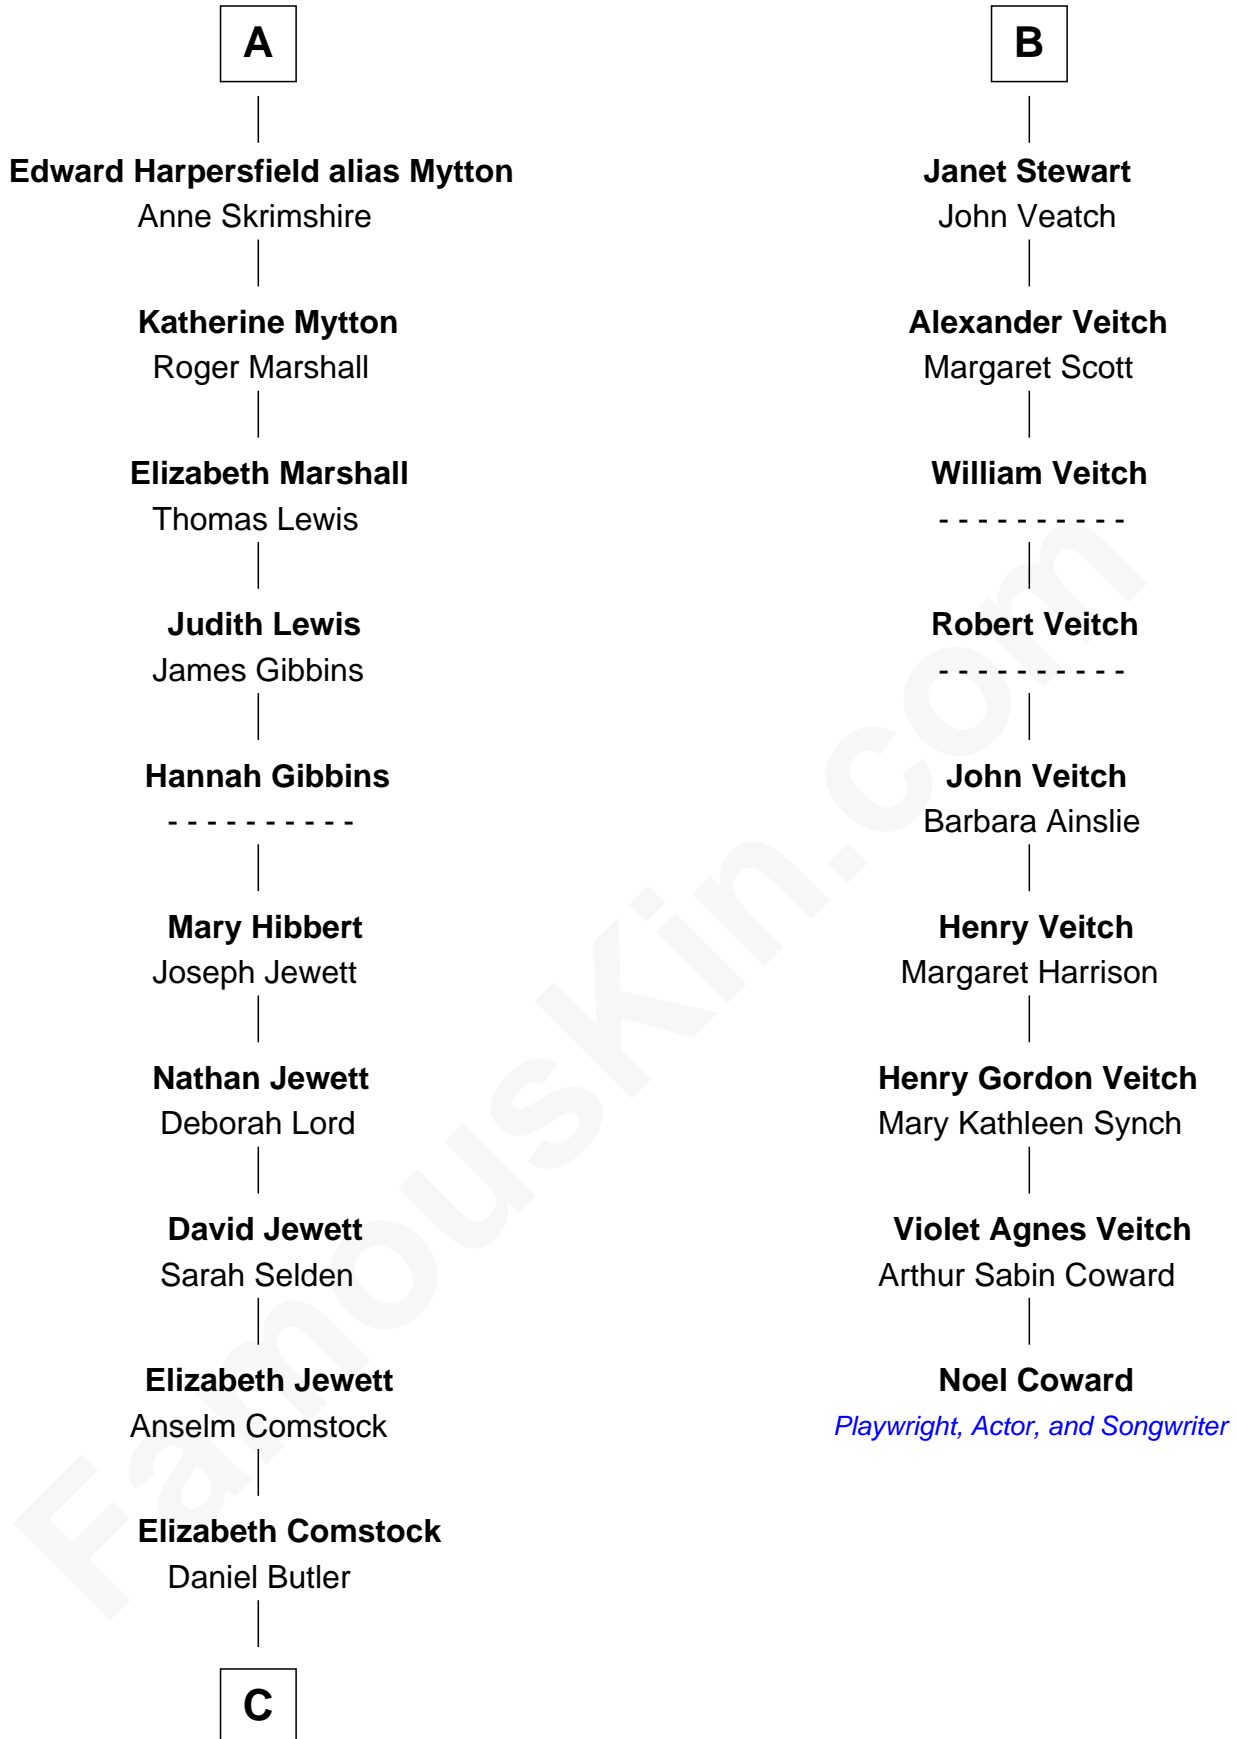 A
Edward Harpersfield alias Mytton
Anne Skrimshire
Katherine Mytton
Roger Marshall
Elizabeth Marshall
Thomas Lewis
Judith Lewis
James Gibbins
Hannah Gibbins
- - - - - - - - - -
Mary Hibbert
Joseph Jewett
Nathan Jewett
Deborah Lord
David Jewett
Sarah Selden
Elizabeth Jewett
Anselm Comstock
Elizabeth Comstock
Daniel Butler
C
B
Janet Stewart
John Veatch
Alexander Veitch
Margaret Scott
William Veitch
- - - - - - - - - -
Robert Veitch
- - - - - - - - - -
John Veitch
Barbara Ainslie
Henry Veitch
Margaret Harrison
Henry Gordon Veitch
Mary Kathleen Synch
Violet Agnes Veitch
Arthur Sabin Coward
Noel Coward
Playwright, Actor, and Songwriter
FamousKin.com